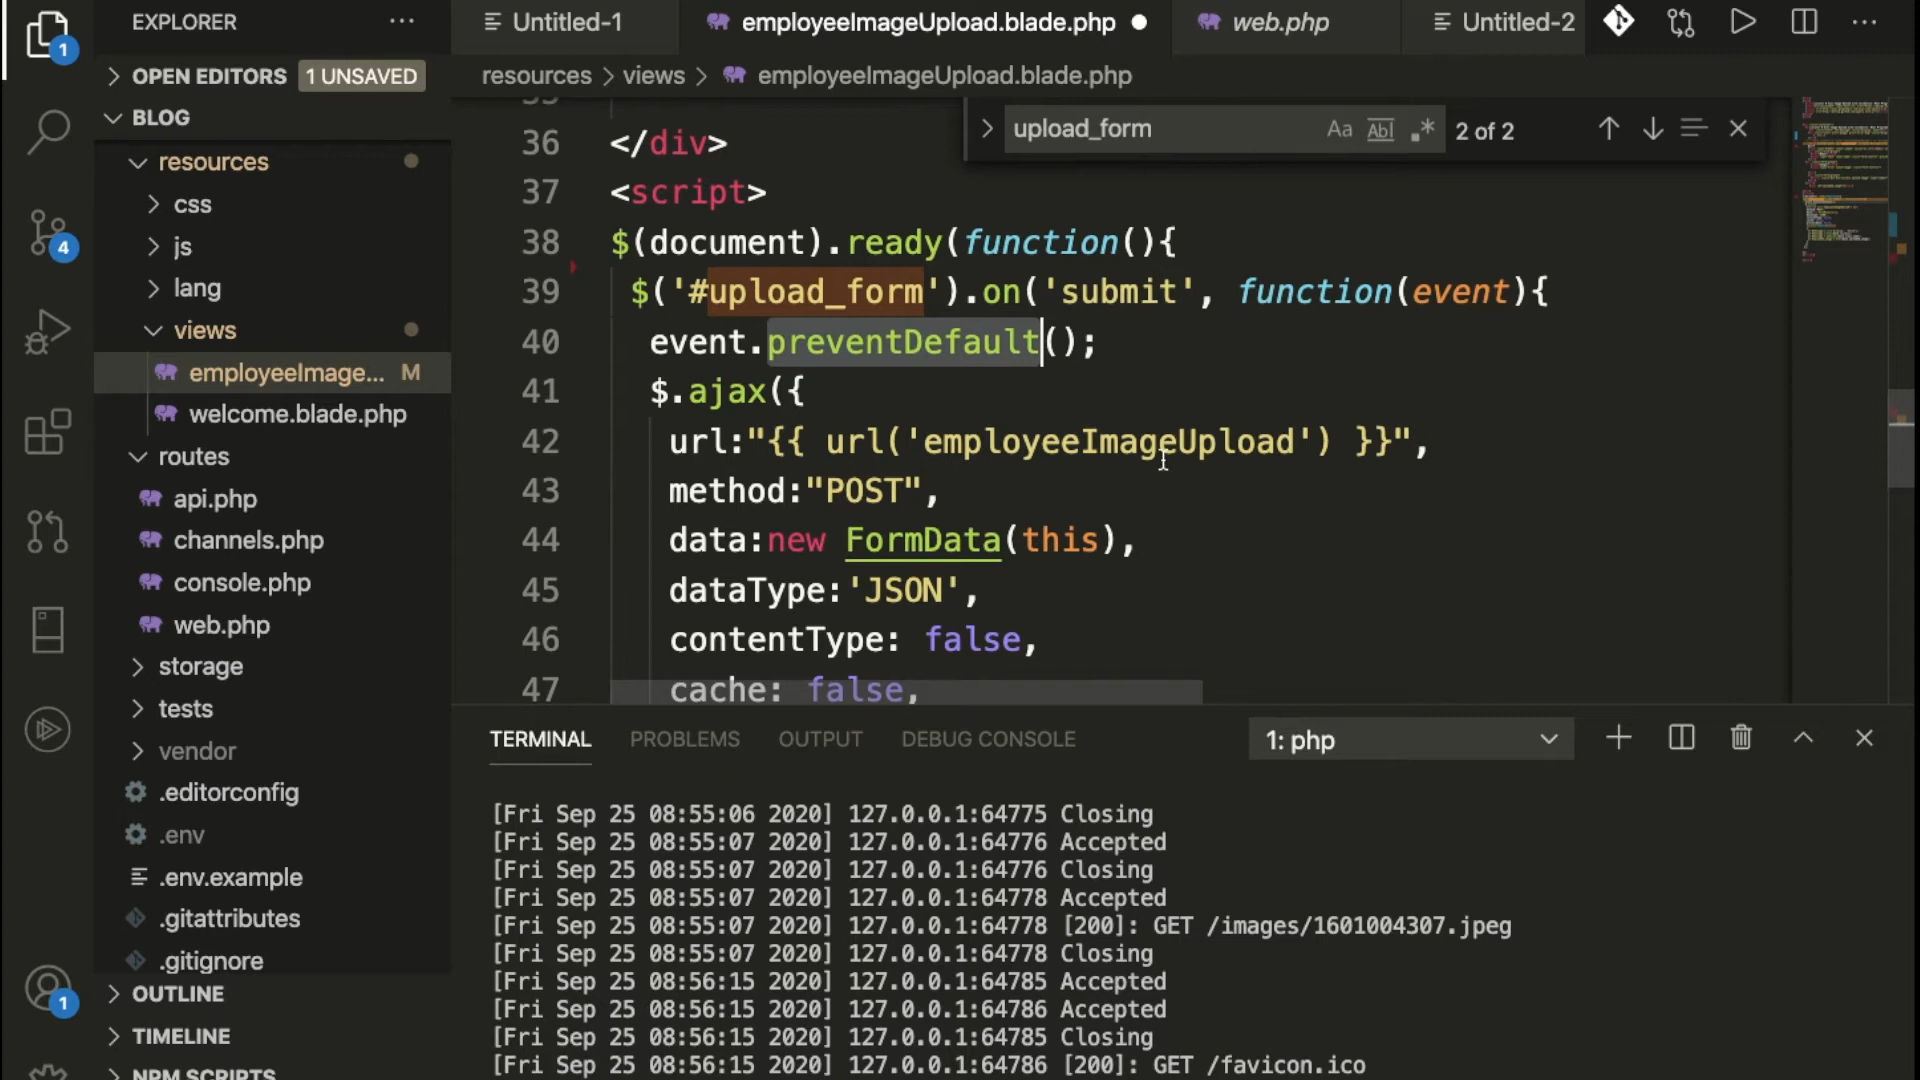 EXPLORER
Untitled-1
employeeImageUpload.blade.php
web.php
Untitled-2
1
OPEN EDITORS
1 UNSAVED
resources > views > employeeImageUpload.blade.php
BLOG
upload_form
Aa
Abl
2 of 2
resources
css
js
lang
views
employeeImage... M
welcome.blade.php
routes
api.php
channels.php
console.php
web.php
storage
tests
vendor
.editorconfig
.env
.env.example
.gitattributes
.gitignore
OUTLINE
TIMELINE
NPM SCRIPTS
4
1
36 </div>
37 <script>
38 $(document).ready(function(){
39 $('#upload_form').on('submit', function(event){
40 event.preventDefault();
41 $.ajax({
42 url:"{{ url('employeeImageUpload') }}",
43 method:"POST",
44 data:new FormData(this),
45 dataType:'JSON',
46 contentType: false,
47 cache: false,
TERMINAL PROBLEMS OUTPUT DEBUG CONSOLE
1: php
[Fri Sep 25 08:55:06 2020] 127.0.0.1:64775 Closing
[Fri Sep 25 08:55:07 2020] 127.0.0.1:64776 Accepted
[Fri Sep 25 08:55:07 2020] 127.0.0.1:64776 Closing
[Fri Sep 25 08:55:07 2020] 127.0.0.1:64778 Accepted
[Fri Sep 25 08:55:07 2020] 127.0.0.1:64778 [200]: GET /images/1601004307.jpeg
[Fri Sep 25 08:55:07 2020] 127.0.0.1:64778 Closing
[Fri Sep 25 08:56:15 2020] 127.0.0.1:64785 Accepted
[Fri Sep 25 08:56:15 2020] 127.0.0.1:64786 Accepted
[Fri Sep 25 08:56:15 2020] 127.0.0.1:64785 Closing
[Fri Sep 25 08:56:15 2020] 127.0.0.1:64786 [200]: GET /favicon.ico